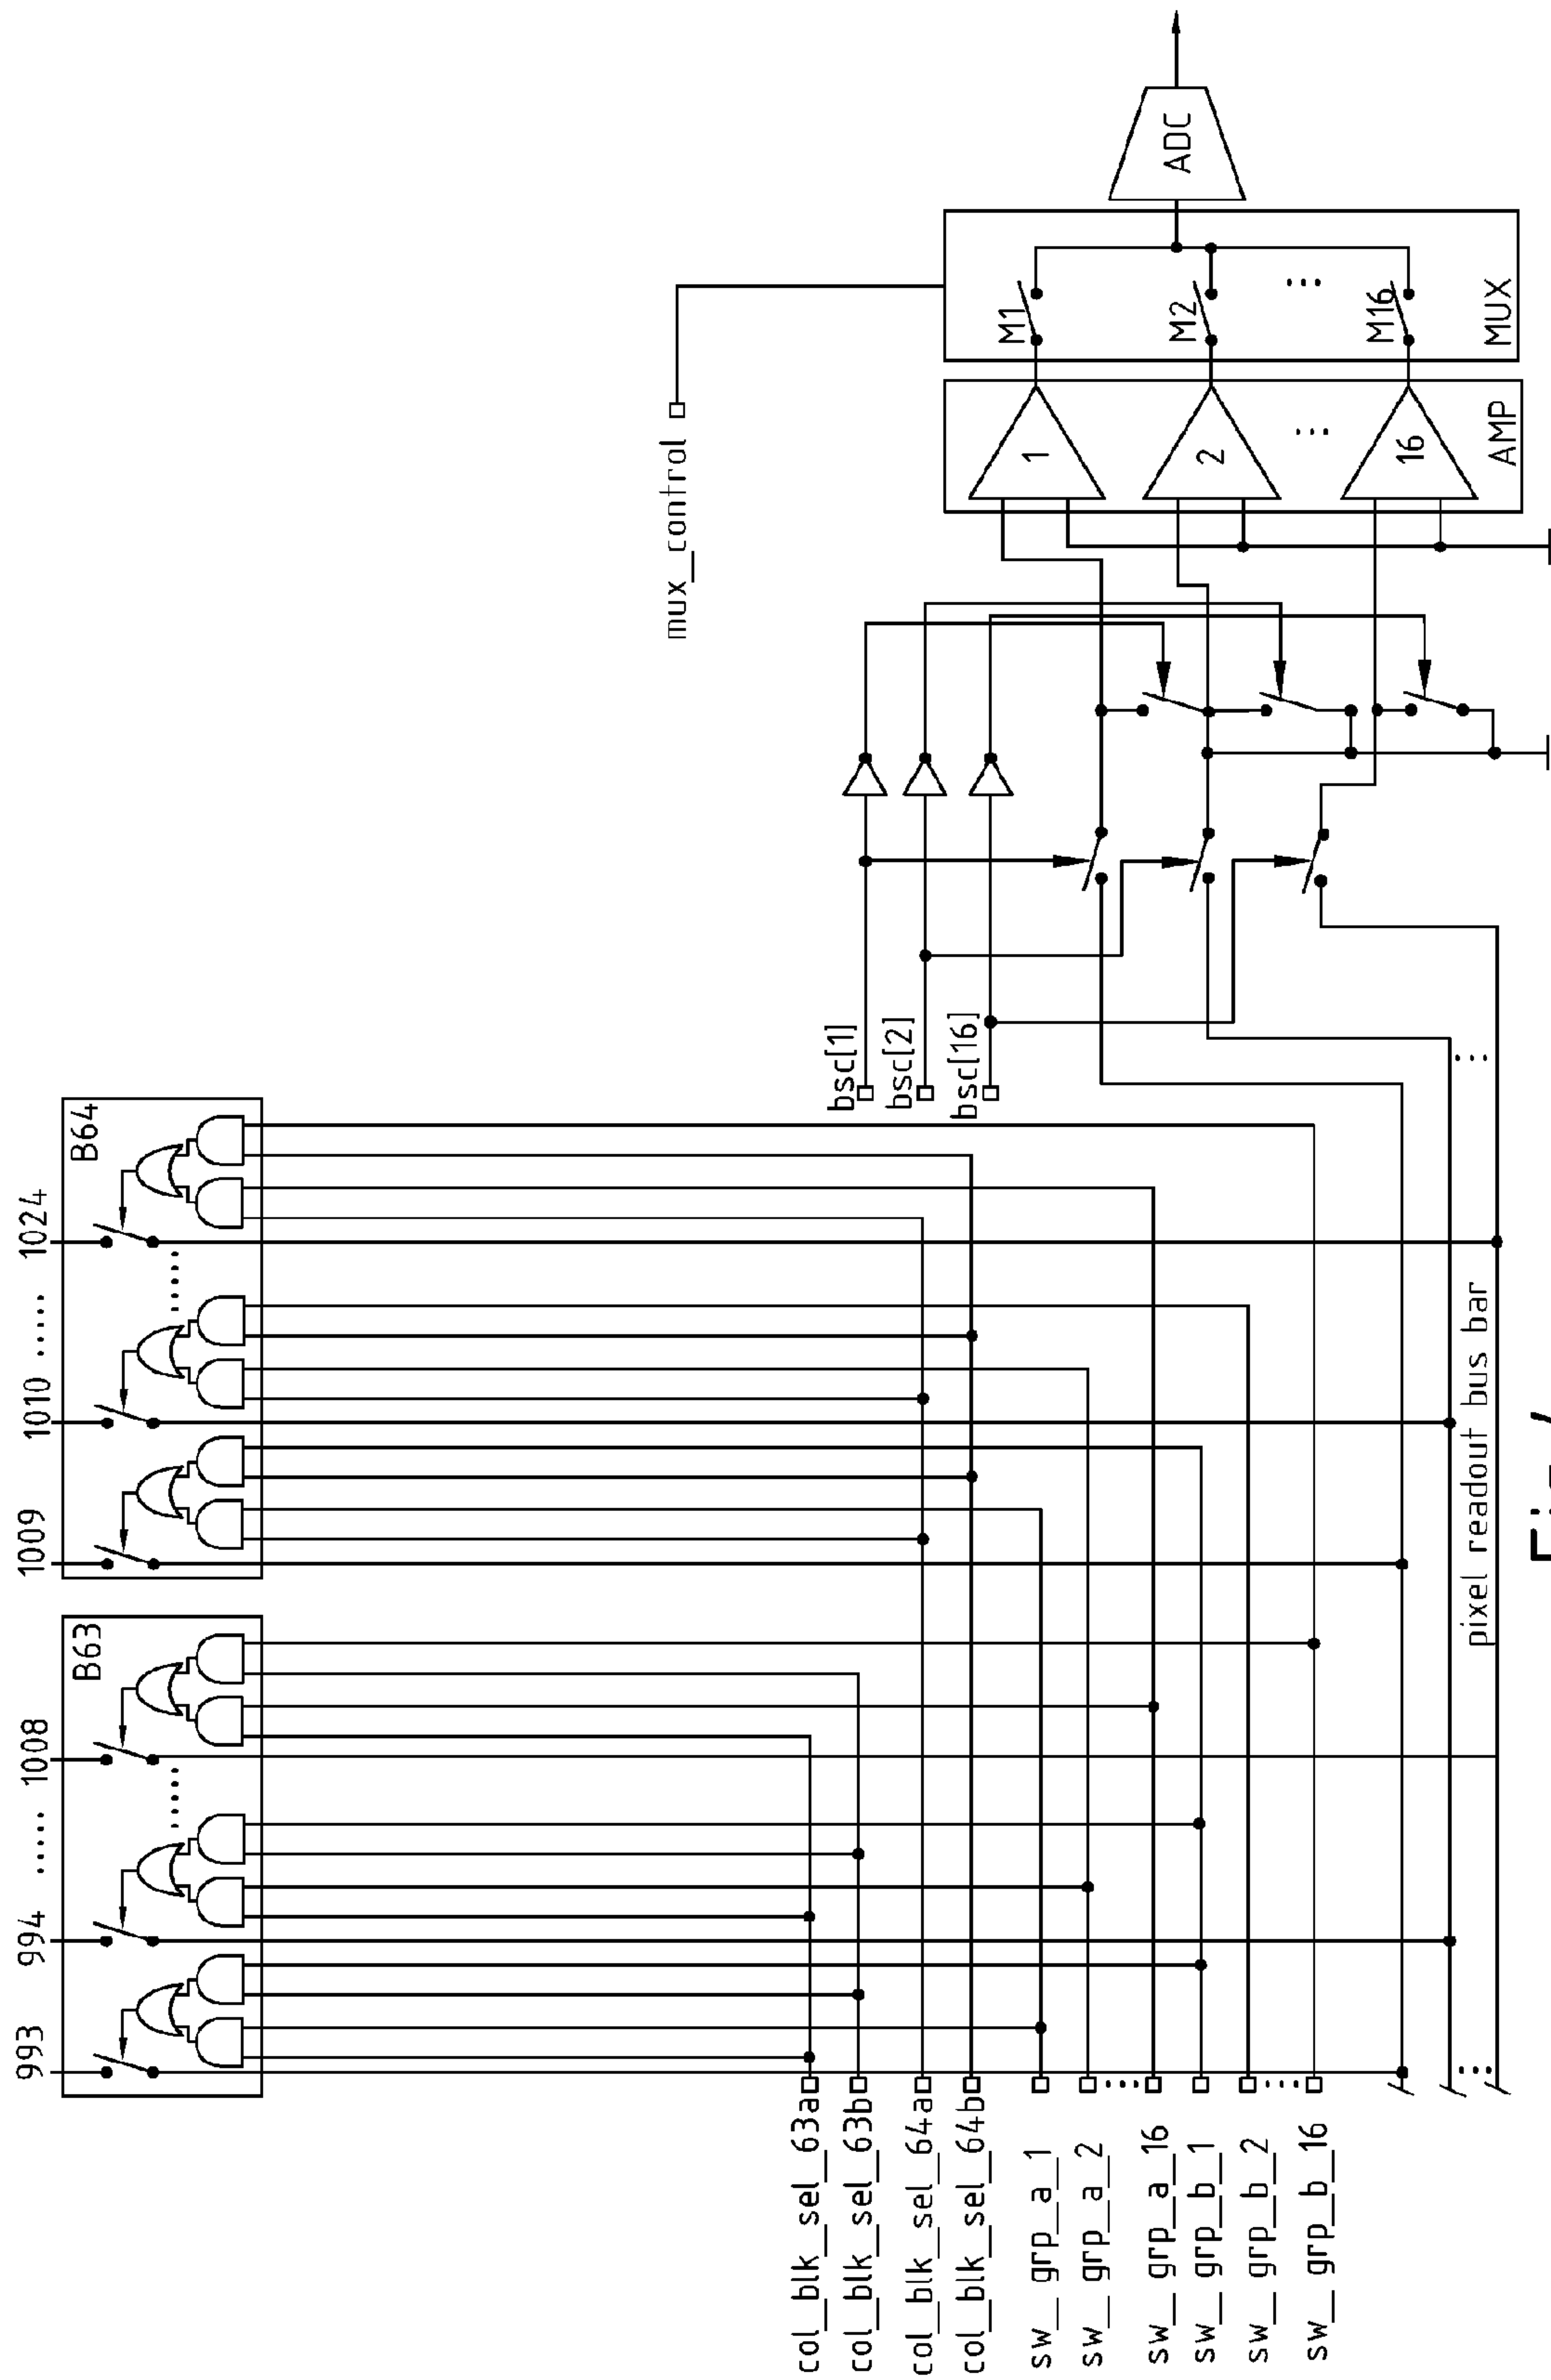 993 994 ..... 1008
1009 1010 ..... 1024
B63
B64
col_blk_sel_63a
col_blk_sel_63b
col_blk_sel_64a
col_blk_sel_64b
sw_grp_a_1
sw_grp_a_2
sw_grp_a_16
sw_grp_b_1
sw_grp_b_2
sw_grp_b_16
pixel readout bus bar
bsc[1]
bsc[2]
bsc[16]
mux_control
1
2
16
AMP
M1
M2
M16
MUX
ADC